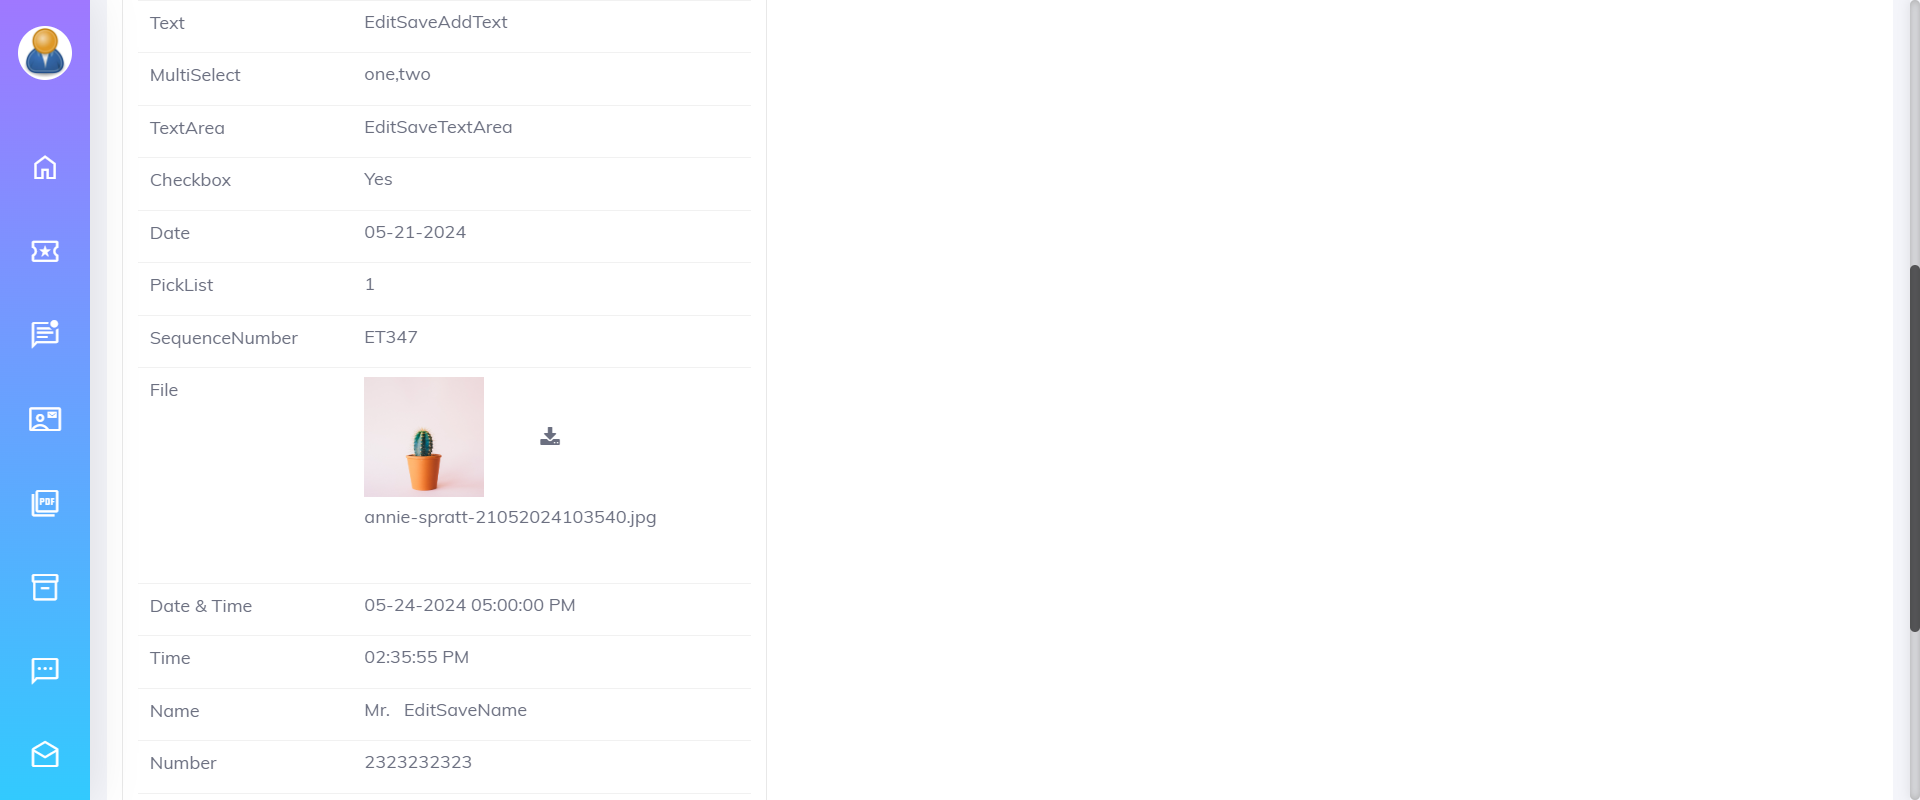 Text EditSaveAddText
MultiSelect one,two
TextArea EditSaveTextArea
Checkbox Yes
Date 05-21-2024
PickList 1
SequenceNumber ET347
File
annie-spratt-21052024103540.jpg
Date & Time 05-24-2024 05:00:00 PM
Time 02:35:55 PM
Name Mr. EditSaveName
Number 2323232323
PDF